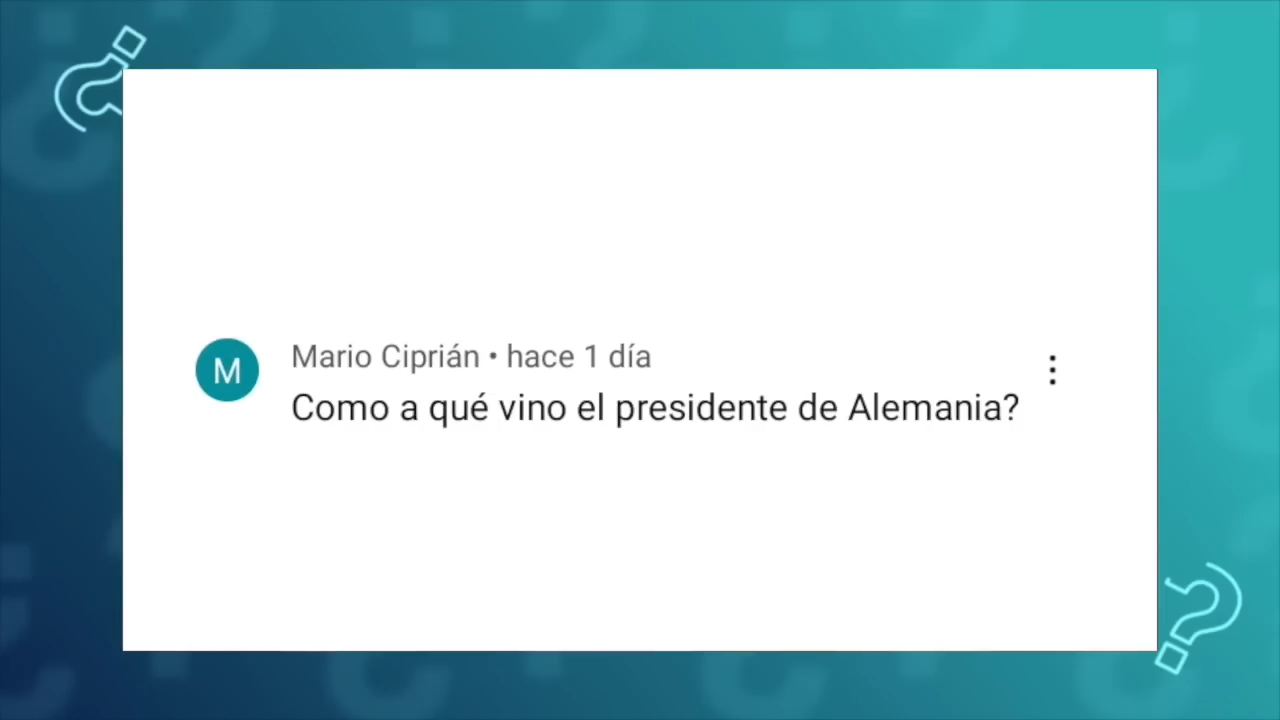 M
Mario Ciprián • hace 1 día
Como a qué vino el presidente de Alemania?